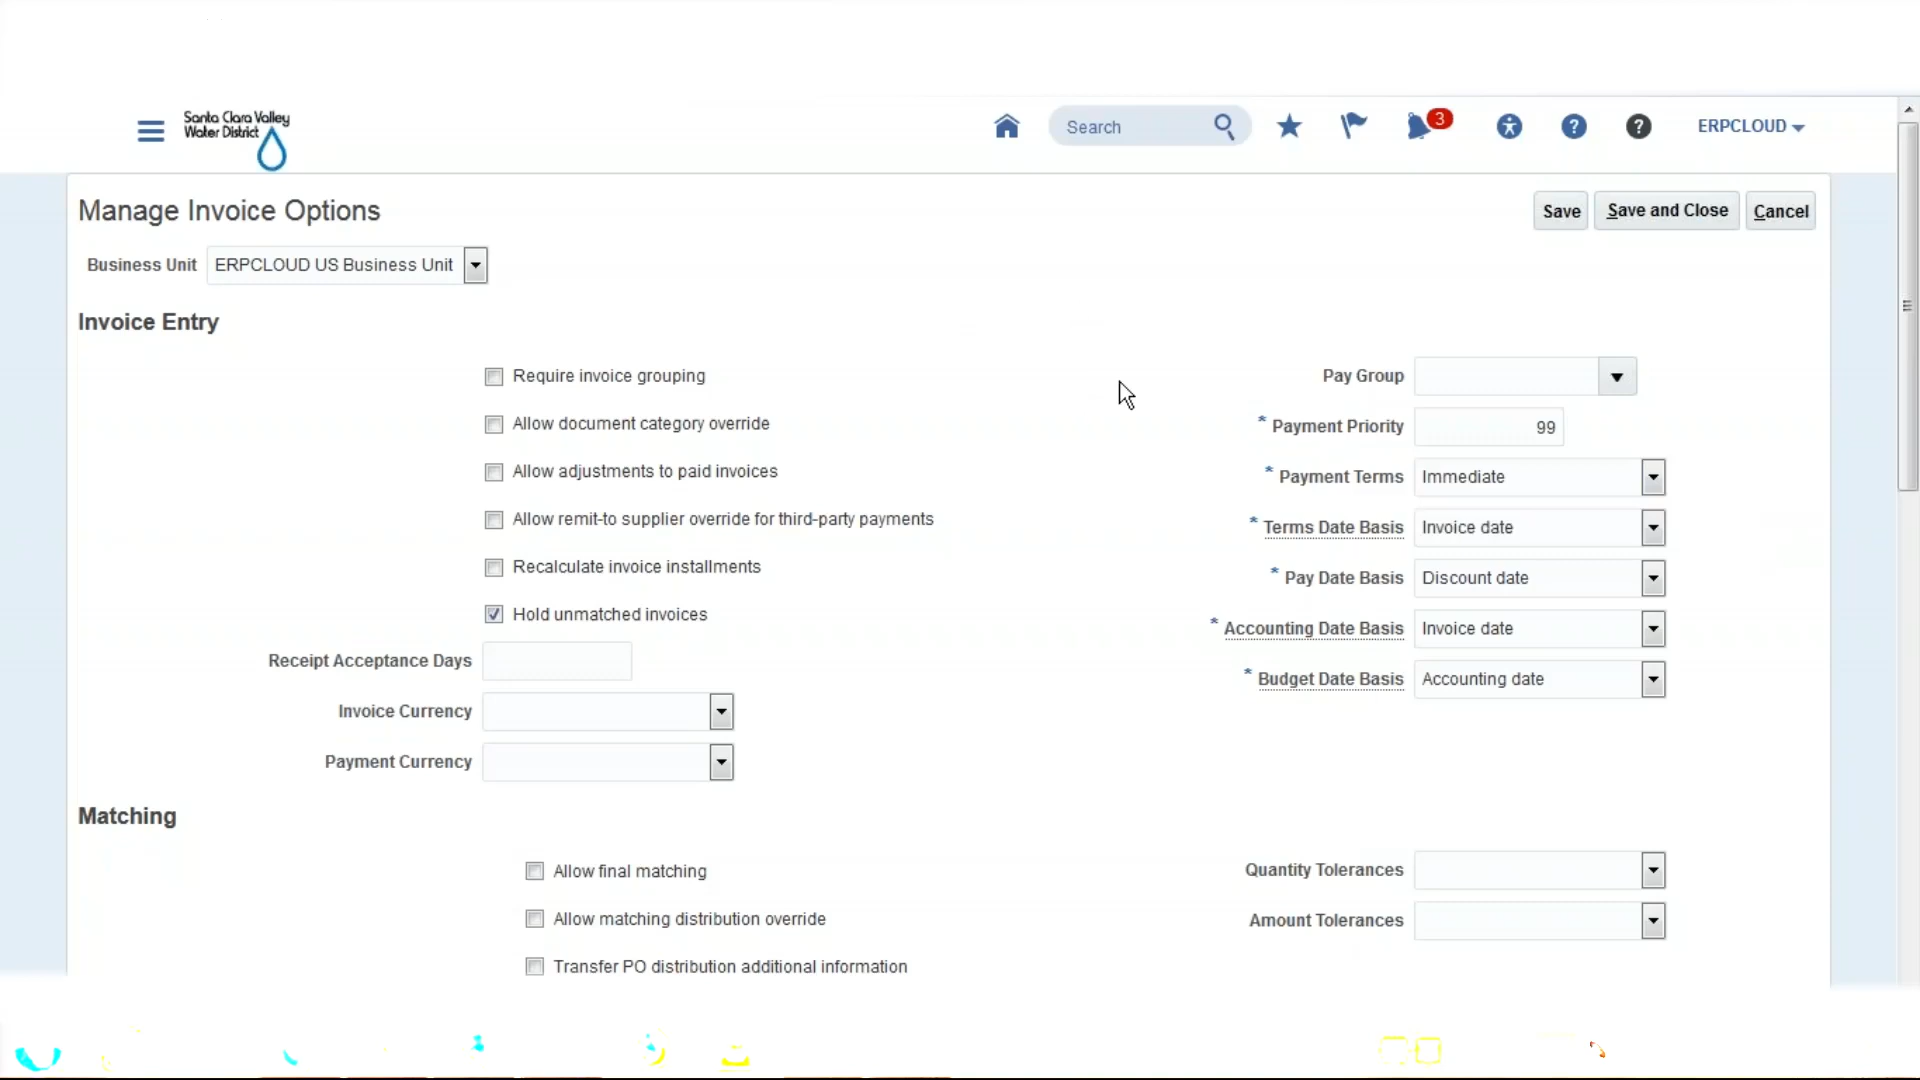 Santa Clara Valley
Water District
Search
3
?
?
ERPCLOUD
Manage Invoice Options
Save
Save and Close
Cancel
Business Unit ERPCLOUD US Business Unit
Invoice Entry
Require invoice grouping
Allow document category override
Allow adjustments to paid invoices
Allow remit-to supplier override for third-party payments
Recalculate invoice installments
Hold unmatched invoices
Receipt Acceptance Days
Invoice Currency
Payment Currency
Pay Group
* Payment Priority 99
* Payment Terms Immediate
* Terms Date Basis Invoice date
* Pay Date Basis Discount date
* Accounting Date Basis Invoice date
* Budget Date Basis Accounting date
Matching
Allow final matching
Allow matching distribution override
Transfer PO distribution additional information
Quantity Tolerances
Amount Tolerances